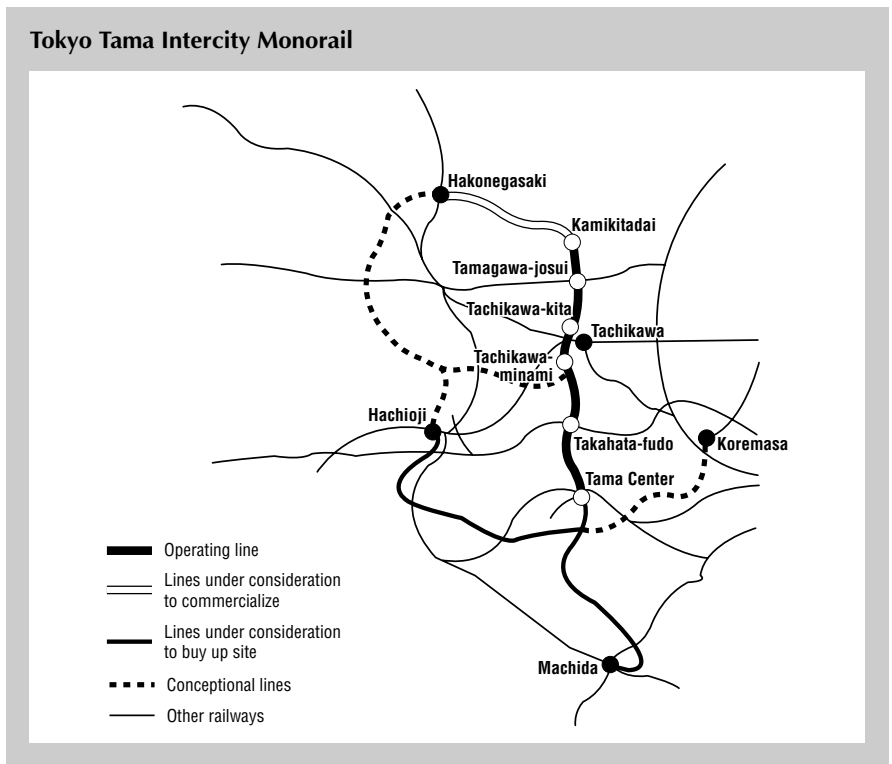 Tokyo Tama Intercity Monorail
Hakonegasaki
Kamikitadai
Tamagawa-josui
Tachikawa-kita
Tachikawa
Tachikawa-
minami
Hachioji
Takahata-fudo
Koremasa
Tama Center
Machida
Operating line
Lines under consideration
to commercialize
Lines under consideration
to buy up site
Conceptional lines
Other railways